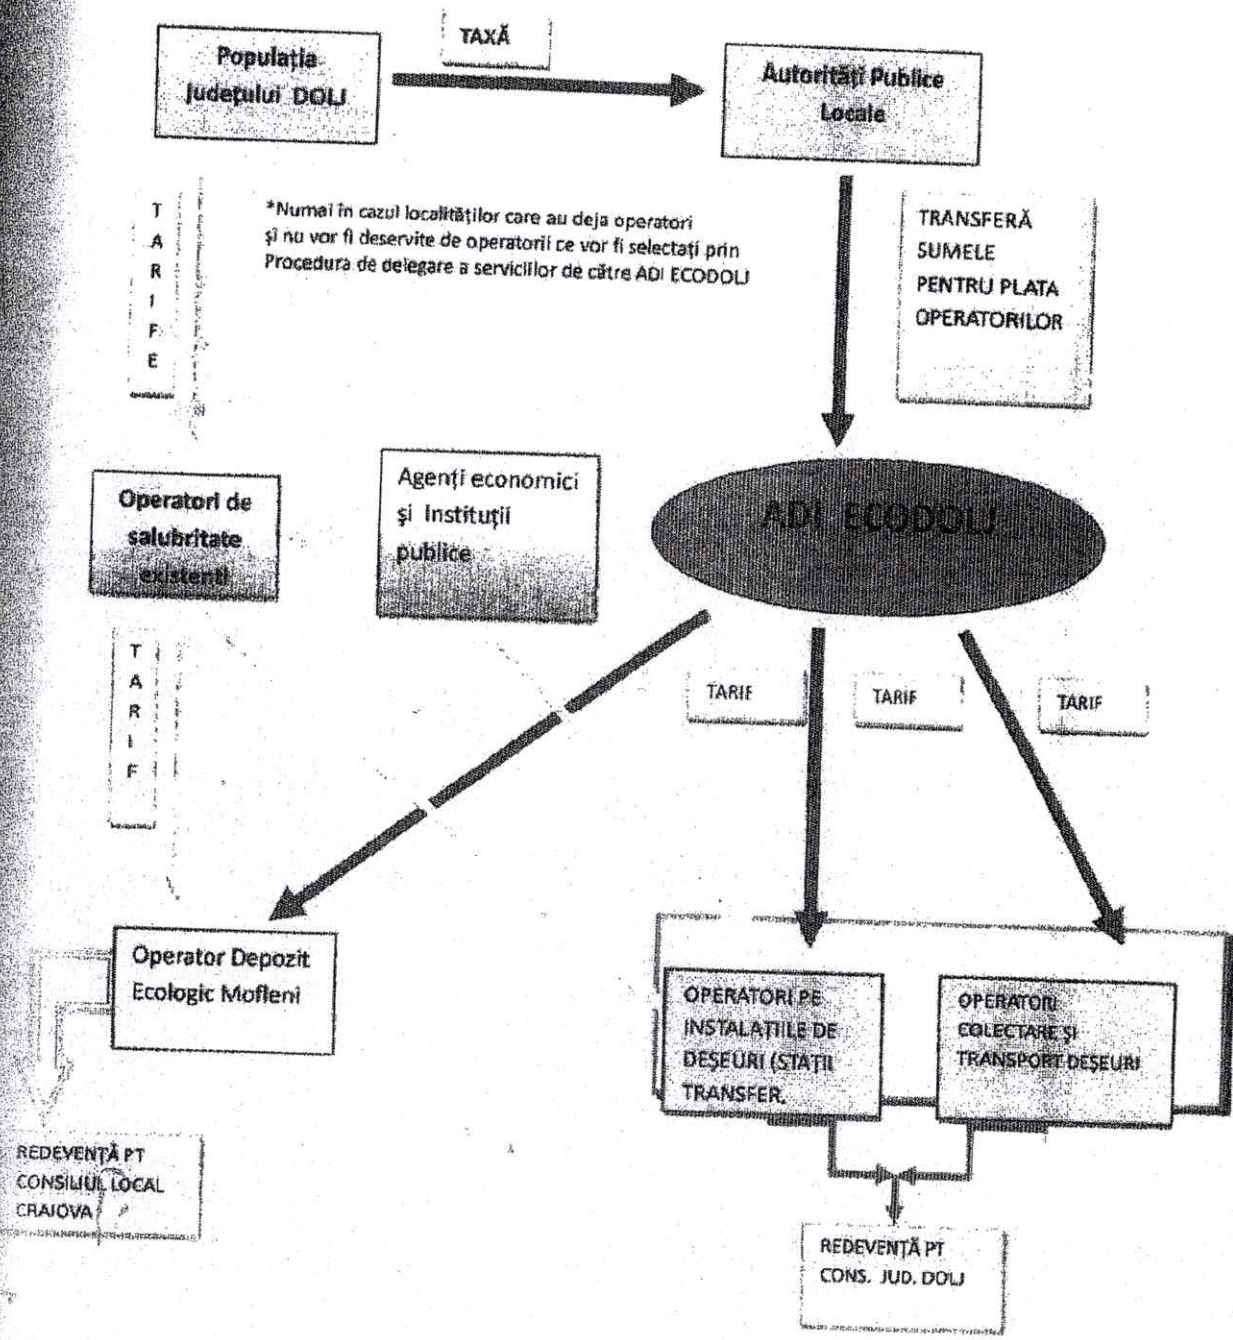 TAXĂ
Populația
Județului DOLJ
Autorități Publice
Locale
T
A
R
I
F
E
*Numai în cazul localităților care au deja operatori
și nu vor fi deservite de operatorii ce vor fi selectați prin
Procedura de delegare a serviciilor de către ADI ECODOLJ
TRANSFERĂ
SUMELE
PENTRU PLATA
OPERATORILOR
Operatori de
salubritate
existenti
Agenți economici
și Instituții
publice
ADI ECODOLJ
T
A
R
I
F
TARIF
TARIF
TARIF
Operator Depozit
Ecologic Mofleni
OPERATORI PE
INSTALAȚIILE DE
DEȘEURI (STAȚII
TRANSFER.
OPERATORI
COLECTARE ȘI
TRANSPORT DEȘEURI
REDEVENȚĂ PT
CONSILIUL LOCAL
CRAIOVA
REDEVENȚĂ PT
CONS. JUD. DOLJ